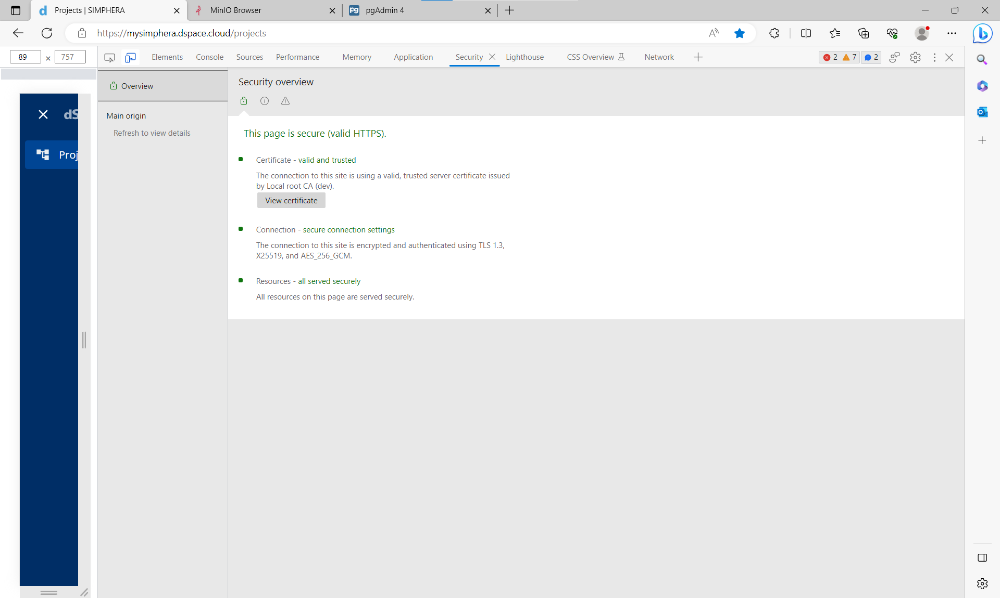 Projects | SIMPHERA
MinIO Browser
pgAdmin 4
https://mysimphera.dspace.cloud/projects
89 × 757
Elements Console Sources Performance Memory Application Security Lighthouse CSS Overview Network
2 7 2
dS
Proj
Overview
Main origin
Refresh to view details
Security overview
This page is secure (valid HTTPS).
Certificate - valid and trusted
The connection to this site is using a valid, trusted server certificate issued
by Local root CA (dev).
View certificate
Connection - secure connection settings
The connection to this site is encrypted and authenticated using TLS 1.3,
X25519, and AES_256_GCM.
Resources - all served securely
All resources on this page are served securely.